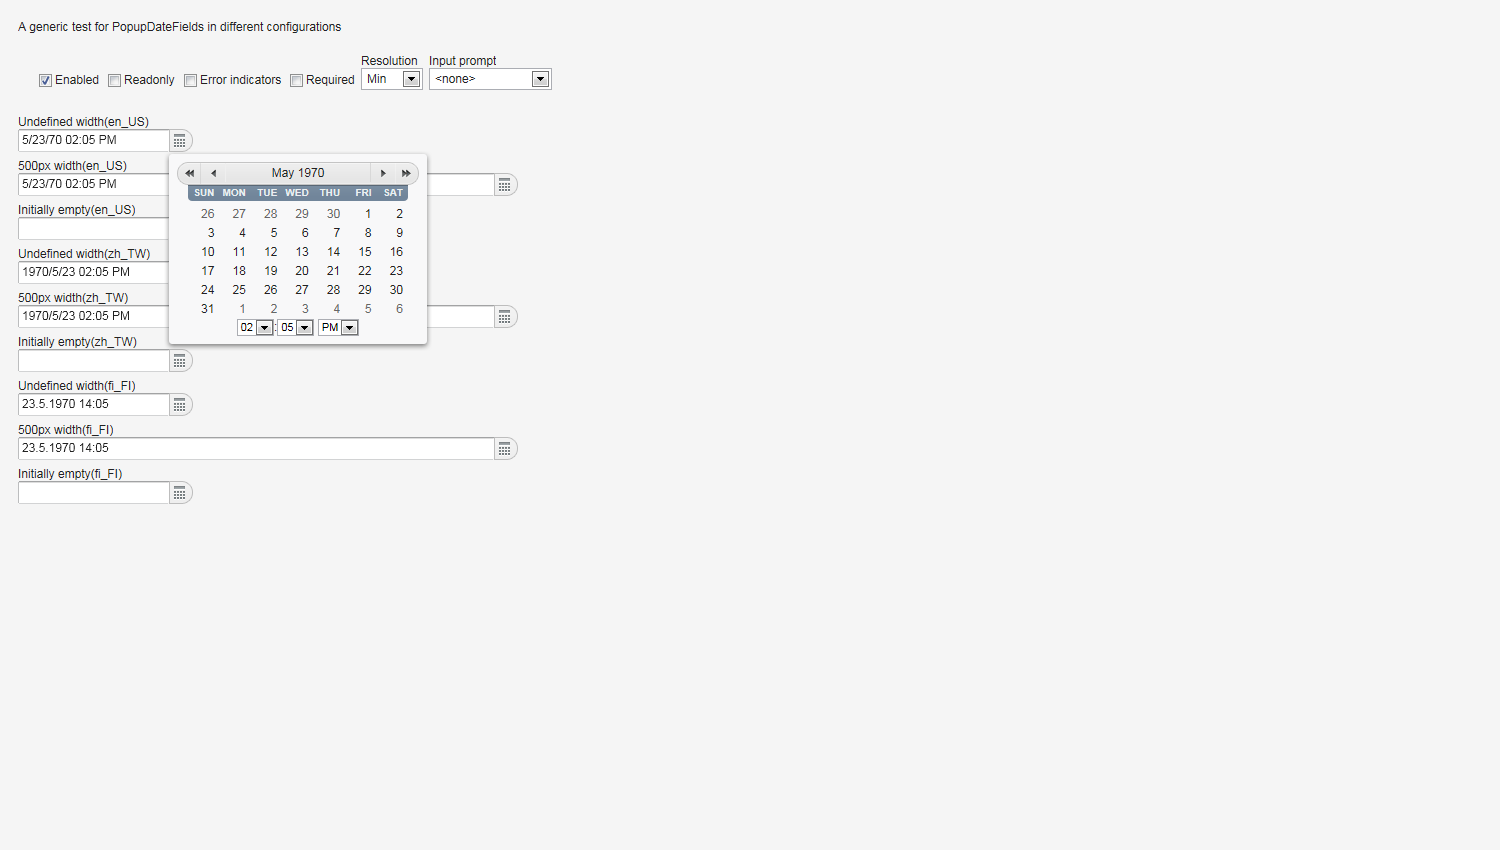 A generic test for PopupDateFields in different configurations
Resolution Input prompt
Enabled Readonly Error indicators Required Min <none>
Undefined width(en_US)
5/23/70 02:05 PM
500px width(en_US)
5/23/70 02:05 PM
Initially empty(en_US)
Undefined width(zh_TW)
1970/5/23 02:05 PM
500px width(zh_TW)
1970/5/23 02:05 PM
Initially empty(zh_TW)
Undefined width(fi_FI)
23.5.1970 14:05
500px width(fi_FI)
23.5.1970 14:05
Initially empty(fi_FI)
May 1970
SUN MON TUE WED THU FRI SAT
26 27 28 29 30 1 2
3 4 5 6 7 8 9
10 11 12 13 14 15 16
17 18 19 20 21 22 23
24 25 26 27 28 29 30
31 1 2 3 4 5 6
02 : 05 PM